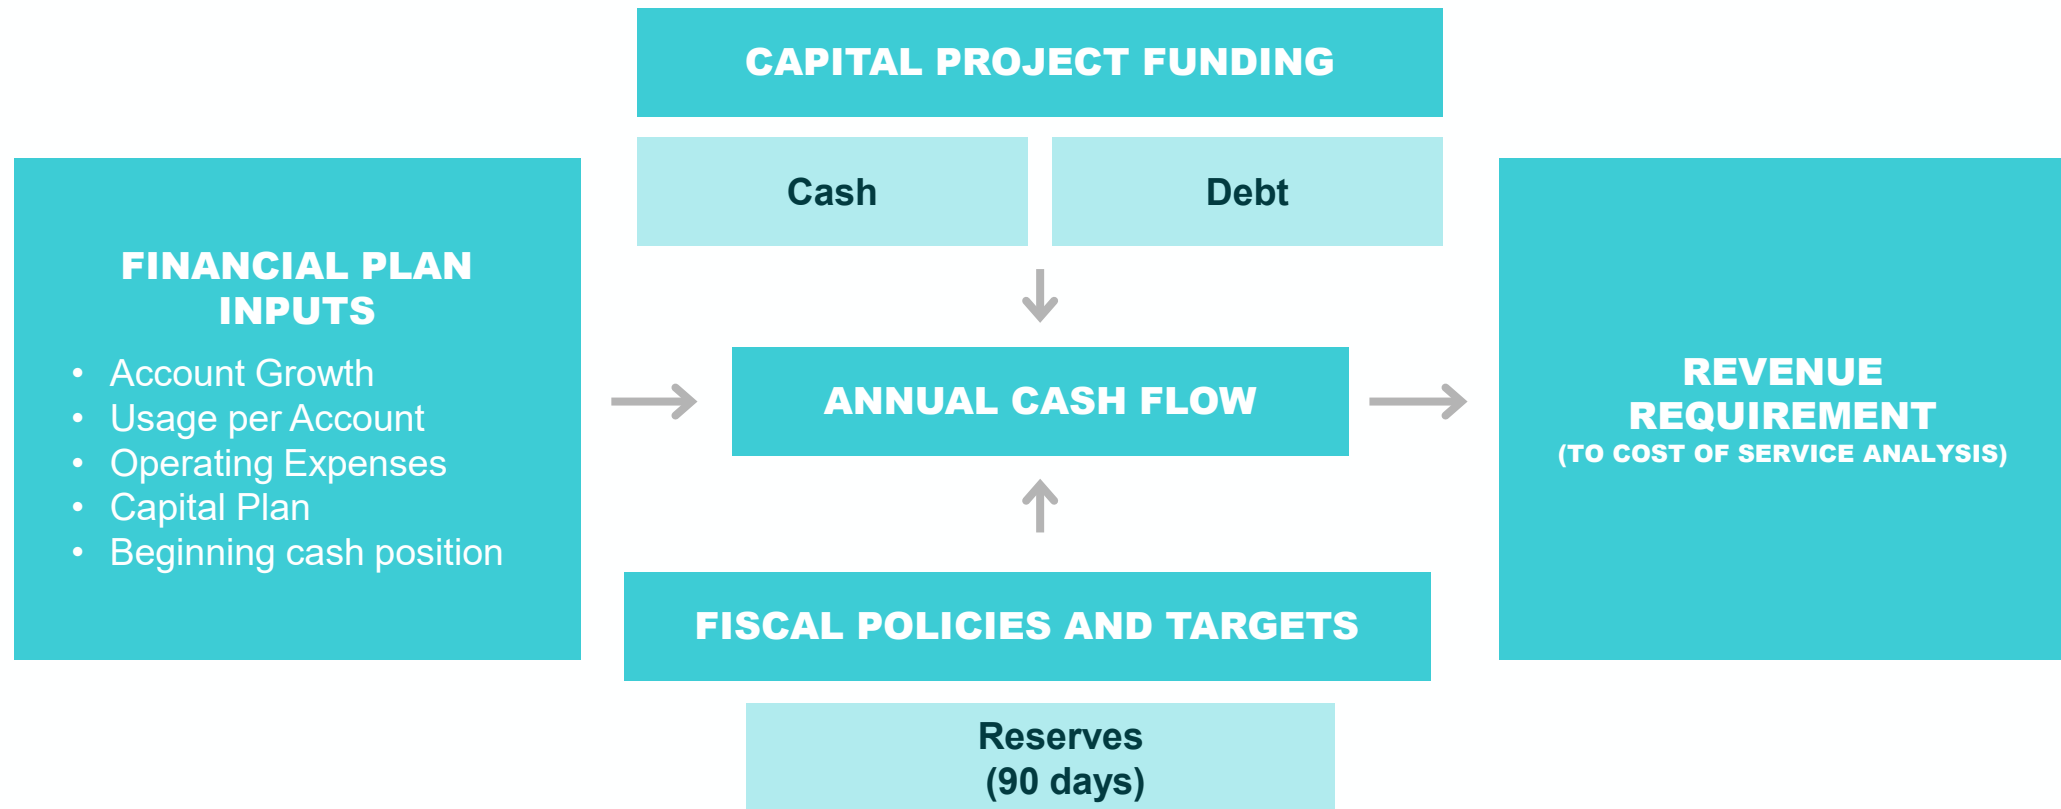 CAPITAL PROJECT FUNDING
Cash
Debt
FINANCIAL PLAN
INPUTS
• Account Growth
• Usage per Account
• Operating Expenses
• Capital Plan
• Beginning cash position
ANNUAL CASH FLOW
REVENUE
REQUIREMENT
(TO COST OF SERVICE ANALYSIS)
FISCAL POLICIES AND TARGETS
Reserves
(90 days)